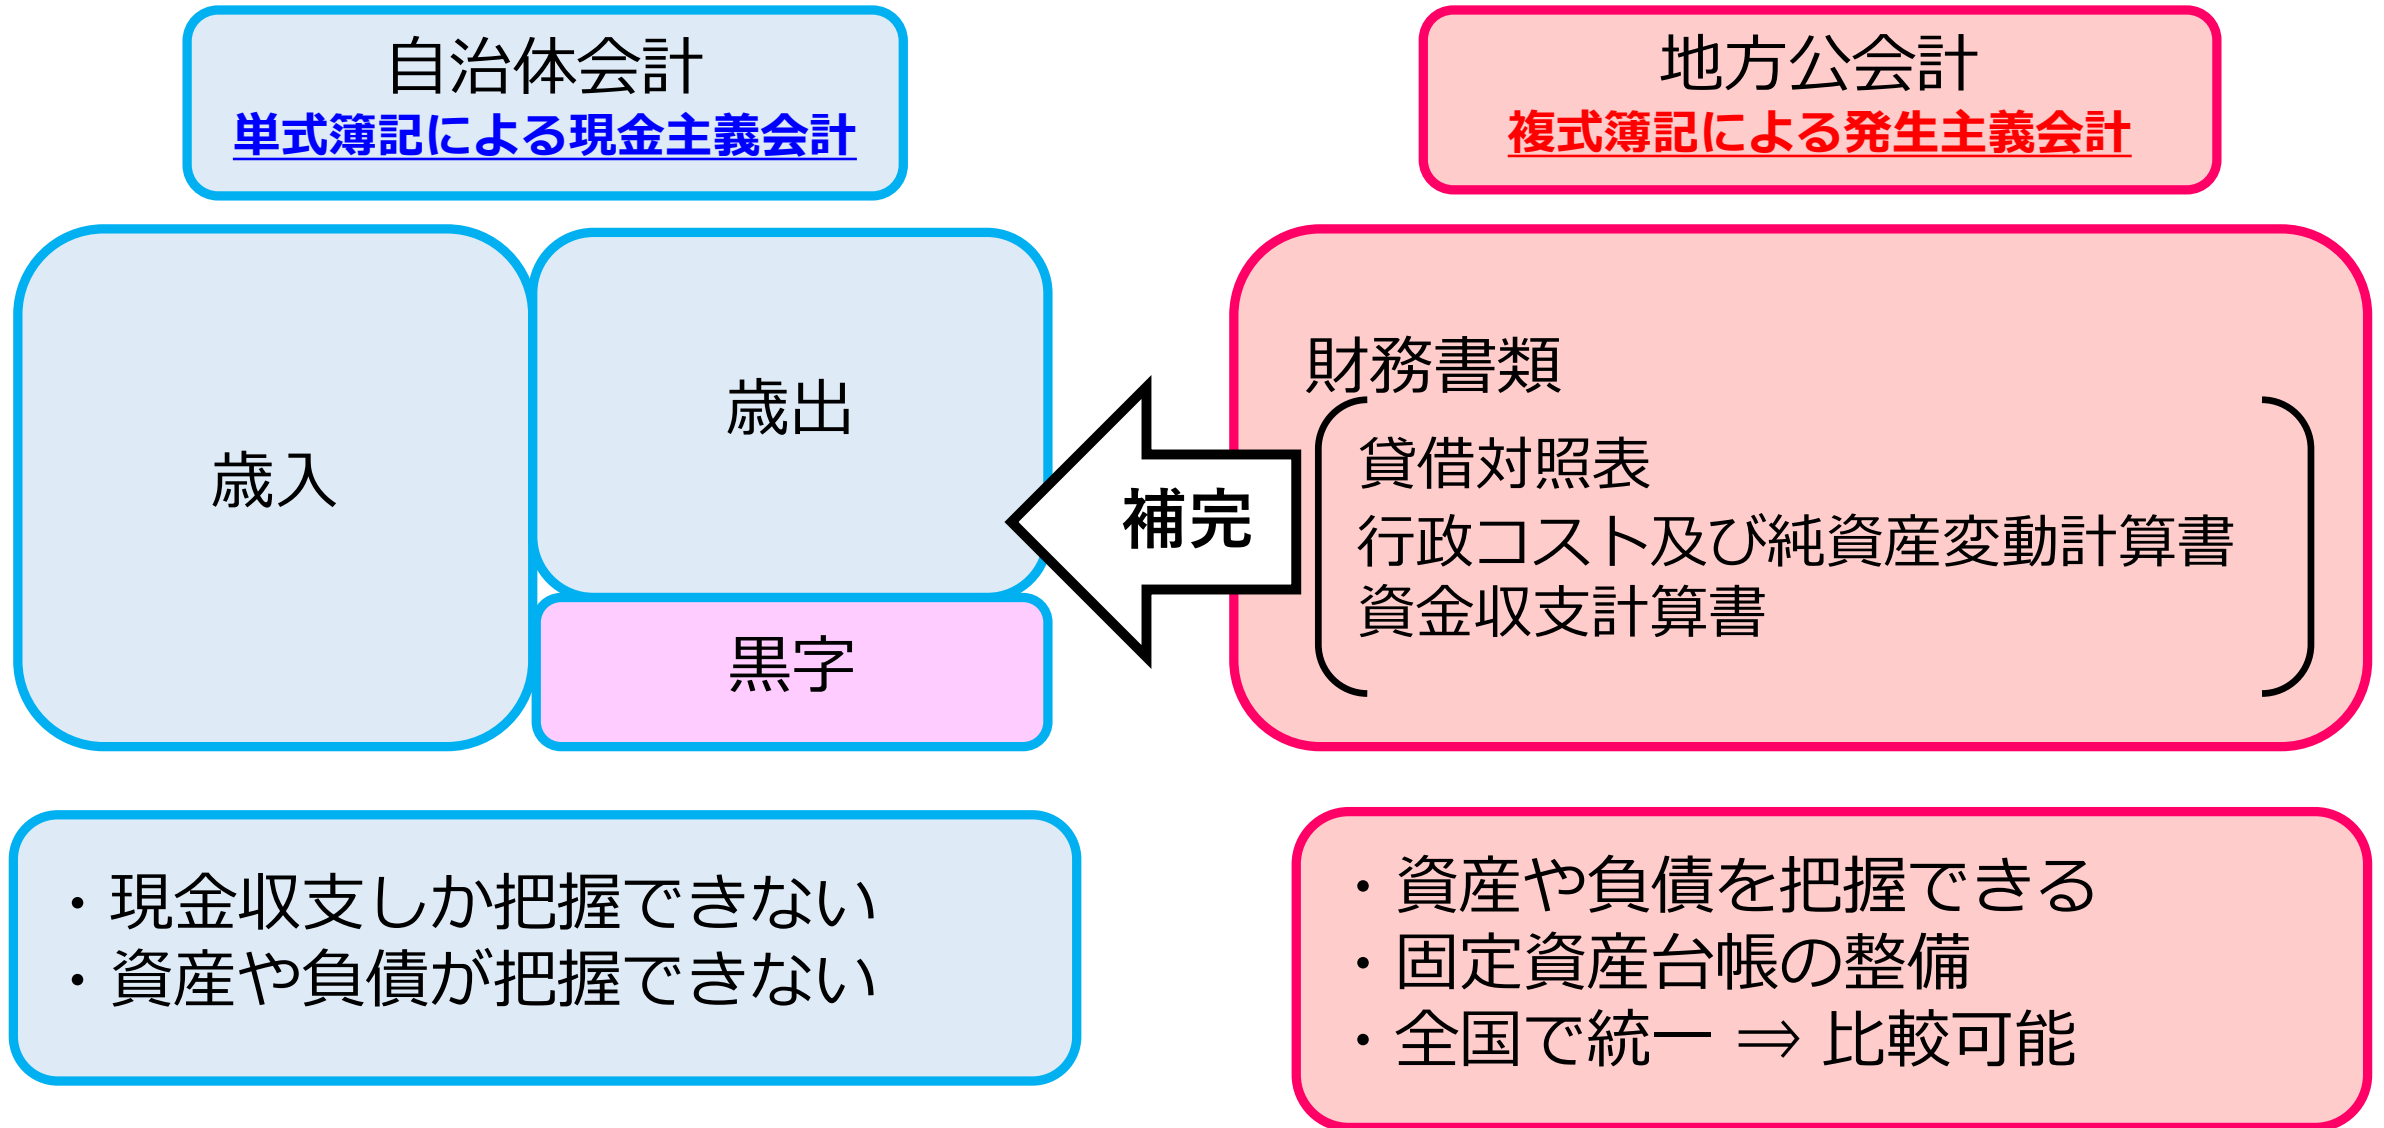 自治体会計
単式簿記による現金主義会計
歳入
歳出
黒字
・現金収支しか把握できない
・資産や負債が把握できない
補完
地方公会計
複式簿記による発生主義会計
財務書類
貸借対照表
行政コスト及び純資産変動計算書
資金収支計算書
・資産や負債を把握できる
・固定資産台帳の整備
・全国で統一 ⇒ 比較可能